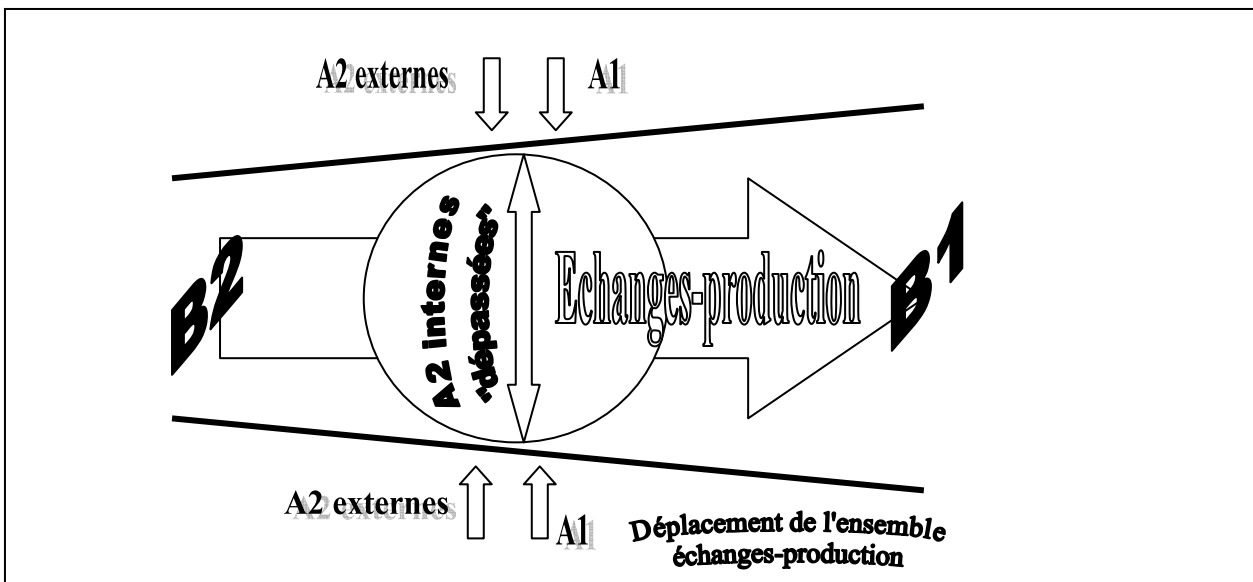 A2 externes A1
A2 internes
"dépassées"
B2
Echanges-production
B1
A2 externes A1
Déplacement de l'ensemble
échanges-production